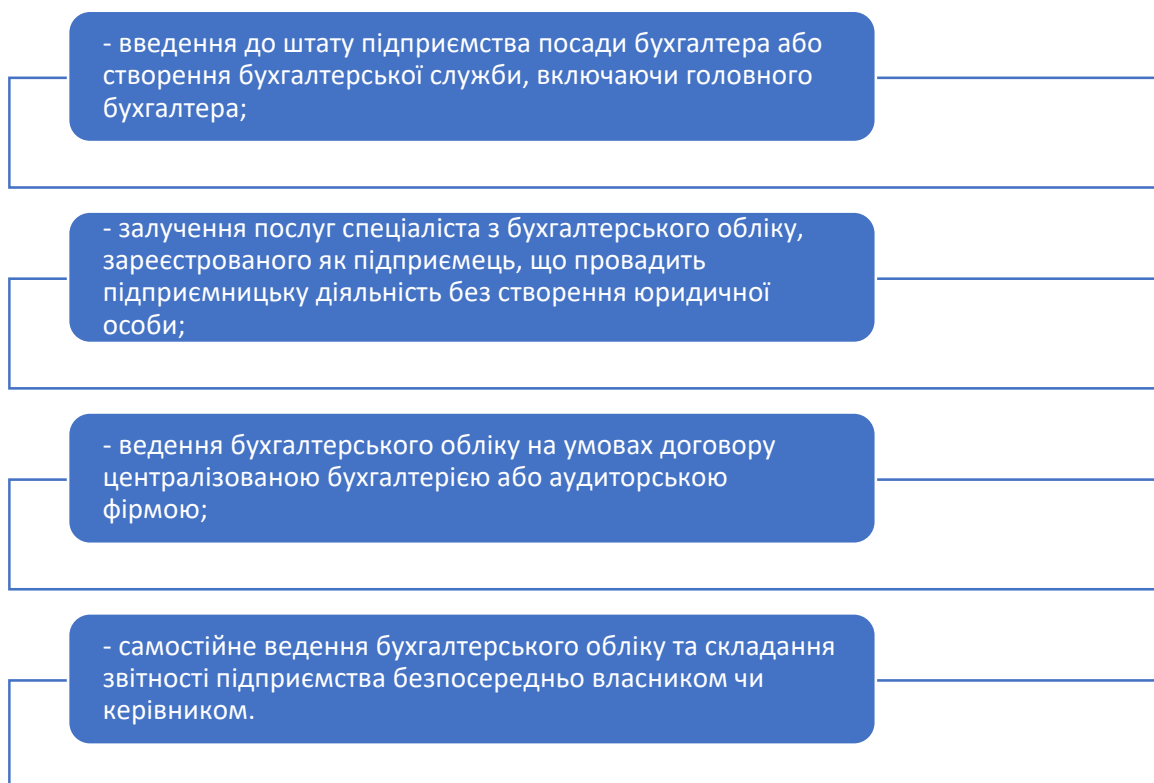 - введення до штату підприємства посади бухгалтера або
створення бухгалтерської служби, включаючи головного
бухгалтера;
- залучення послуг спеціаліста з бухгалтерського обліку,
зареєстрованого як підприємець, що провадить
підприємницьку діяльність без створення юридичної
особи;
- ведення бухгалтерського обліку на умовах договору
централізованою бухгалтерією або аудиторською
фірмою;
- самостійне ведення бухгалтерського обліку та складання
звітності підприємства безпосередньо власником чи
керівником.